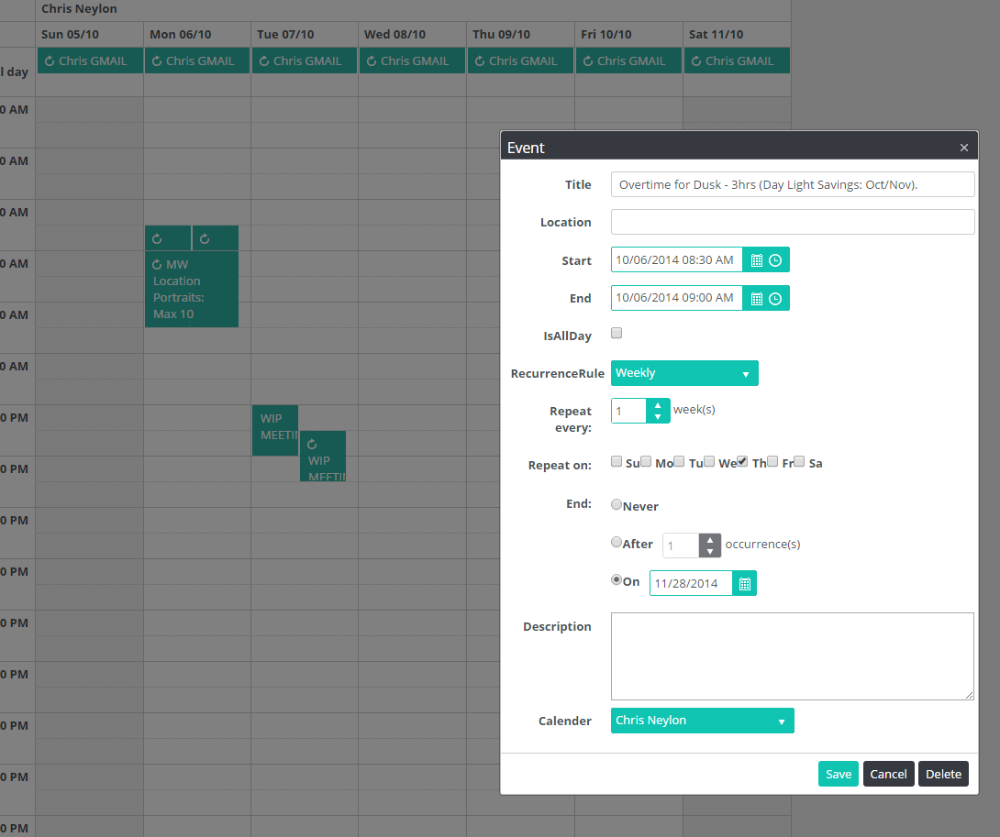 Chris Neylon
Sun 05/10 Mon 06/10 Tue 07/10 Wed 08/10 Thu 09/10 Fri 10/10 Sat 11/10
l day Chris GMAIL Chris GMAIL Chris GMAIL Chris GMAIL Chris GMAIL Chris GMAIL Chris GMAIL
0 AM
0 AM
0 AM
0 AM
0 AM
0 AM
0 PM
0 PM
0 PM
0 PM
0 PM
0 PM
0 PM
0 PM
0 PM
MW
Location
Portraits:
Max 10
WIP
MEETI
WIP
MEETI
Event ×
Title Overtime for Dusk - 3hrs (Day Light Savings: Oct/Nov).
Location
Start 10/06/2014 08:30 AM
End 10/06/2014 09:00 AM
IsAllDay
RecurrenceRule Weekly
Repeat every: 1 week(s)
Repeat on: Su Mo Tu We Th Fr Sa
End: Never
After 1 occurrence(s)
On 11/28/2014
Description
Calender Chris Neylon
Save Cancel Delete